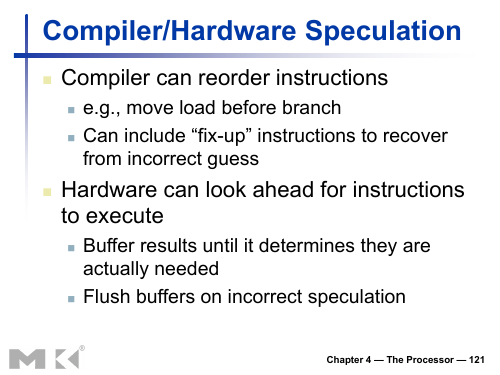 Compiler/Hardware Speculation
Compiler can reorder instructions
e.g., move load before branch
Can include “fix-up” instructions to recover
from incorrect guess
Hardware can look ahead for instructions
to execute
Buffer results until it determines they are
actually needed
Flush buffers on incorrect speculation
MK®
Chapter 4 — The Processor — 121